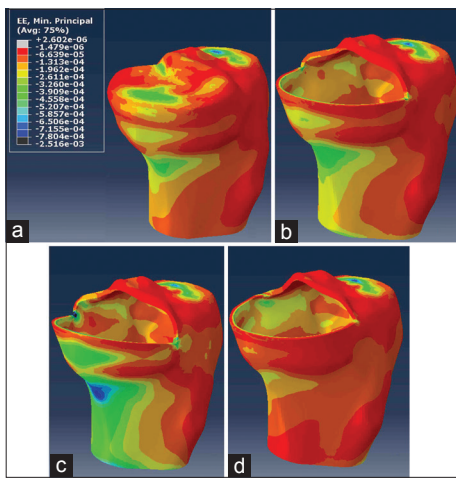 EE, Min. Principal
(Avg: 75%)
+2.602e-06
-1.479e-06
-6.639e-05
-1.313e-04
-1.962e-04
-2.611e-04
-3.260e-04
-3.909e-04
-4.558e-04
-5.207e-04
-5.857e-04
-6.506e-04
-7.155e-04
-7.804e-04
-2.516e-03
a
b
c
d